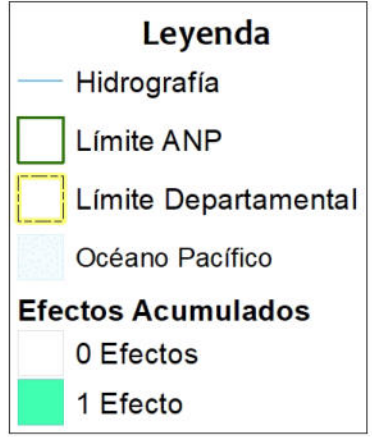 Leyenda
Hidrografía
Límite ANP
Límite Departamental
Océano Pacífico
Efectos Acumulados
0 Efectos
1 Efecto